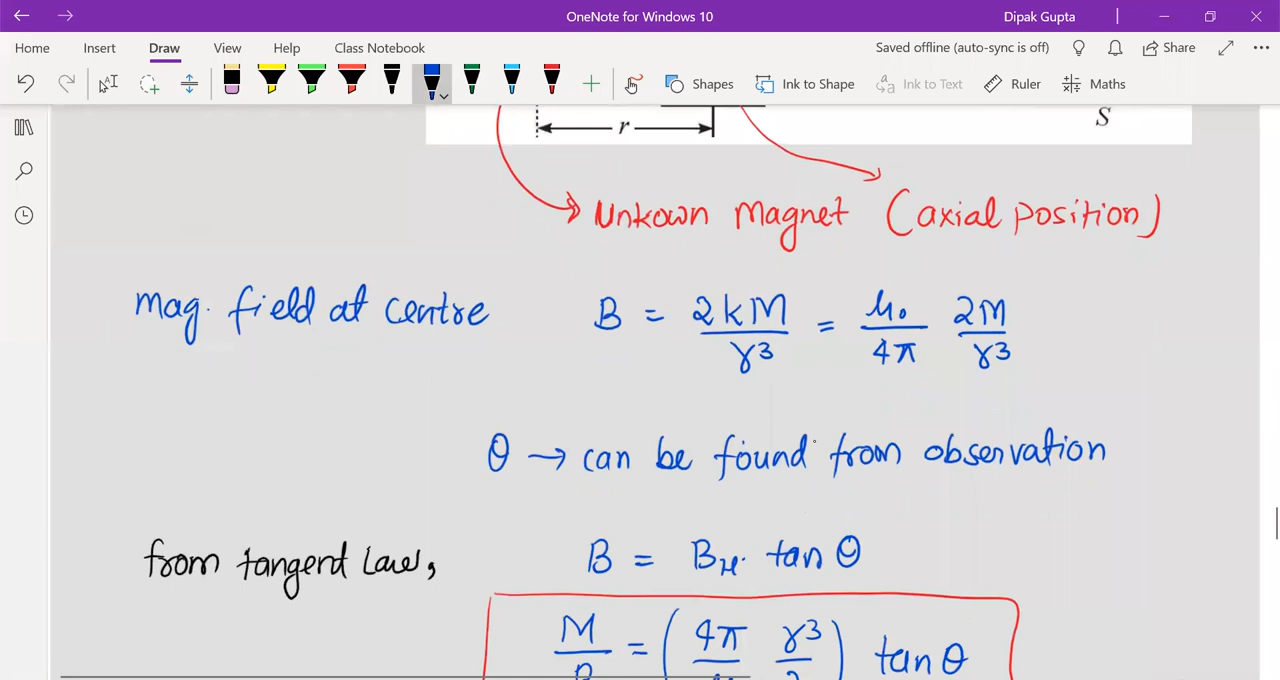 OneNote for Windows 10
Dipak Gupta
Home Insert Draw View Help Class Notebook
Saved offline (auto-sync is off)
Share
Shapes
Ink to Shape
Ink to Text
Ruler
Maths
r
S
Unkown Magnet (axial position)
Mag. field at centre B = 2kM/r³ = μ₀/4π 2M/r³
θ → can be found from observation
from tangent Law, B = B_H. tan θ
M/B = (4π r³/2) tan θ